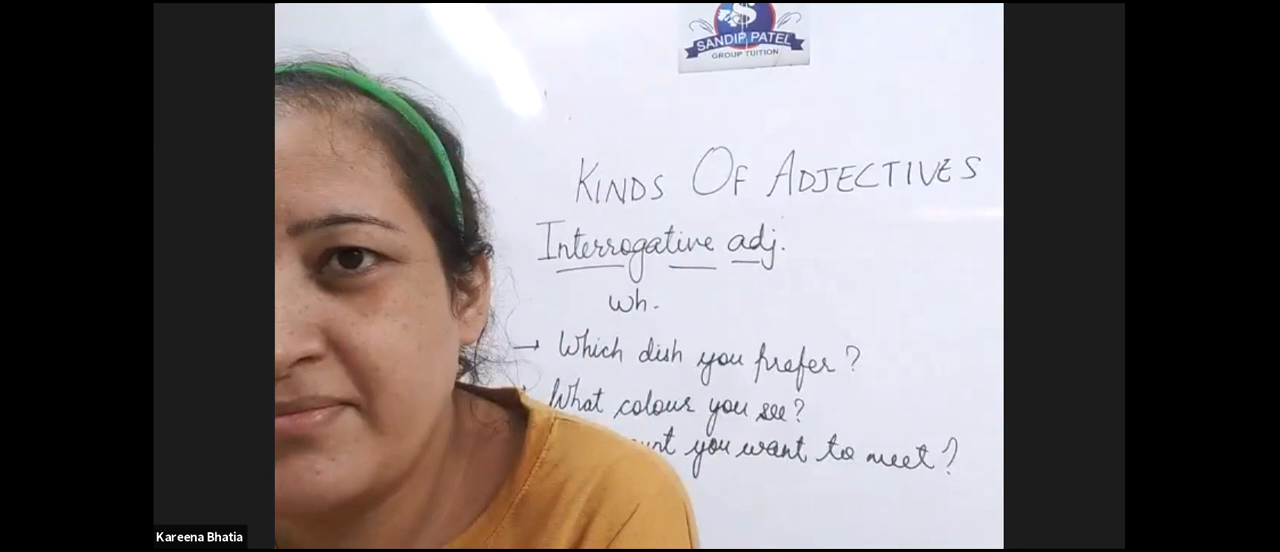 SANDIP PATEL
GROUP TUITION
KINDS OF ADJECTIVES
Interrogative adj.
Wh.
→ Which dish you prefer?
What colour you see?
you want to meet?
Kareena Bhatia